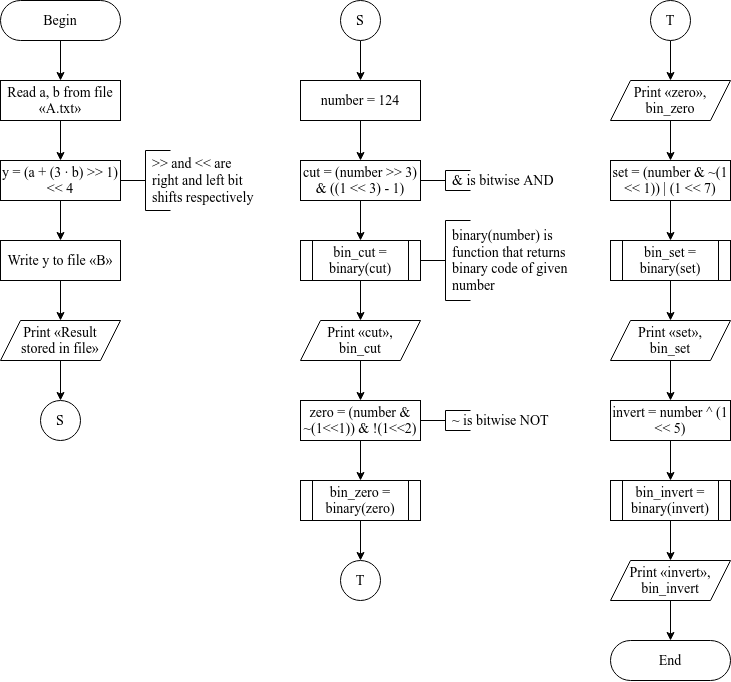 Begin
Read a, b from file
«A.txt»
y = (a + (3 · b) >> 1)
<< 4
>> and << are
right and left bit
shifts respectively
Write y to file «B»
Print «Result
stored in file»
S
S
number = 124
cut = (number >> 3)
& ((1 << 3) - 1)
& is bitwise AND
bin_cut =
binary(cut)
binary(number) is
function that returns
binary code of given
number
Print «cut»,
bin_cut
zero = (number &
~(1<<1)) & !(1<<2)
~ is bitwise NOT
bin_zero =
binary(zero)
T
T
Print «zero»,
bin_zero
set = (number & ~(1
<< 1)) | (1 << 7)
bin_set =
binary(set)
Print «set»,
bin_set
invert = number ^ (1
<< 5)
bin_invert =
binary(invert)
Print «invert»,
bin_invert
End